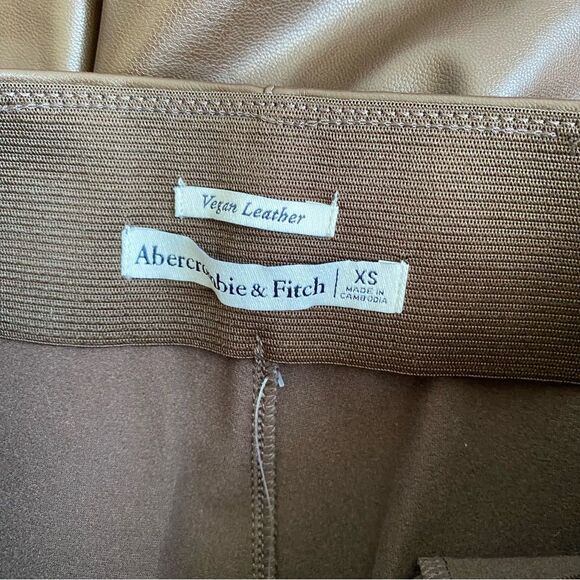 Vegan Leather
Abercrombie & Fitch XS
MADE IN
CAMBODIA